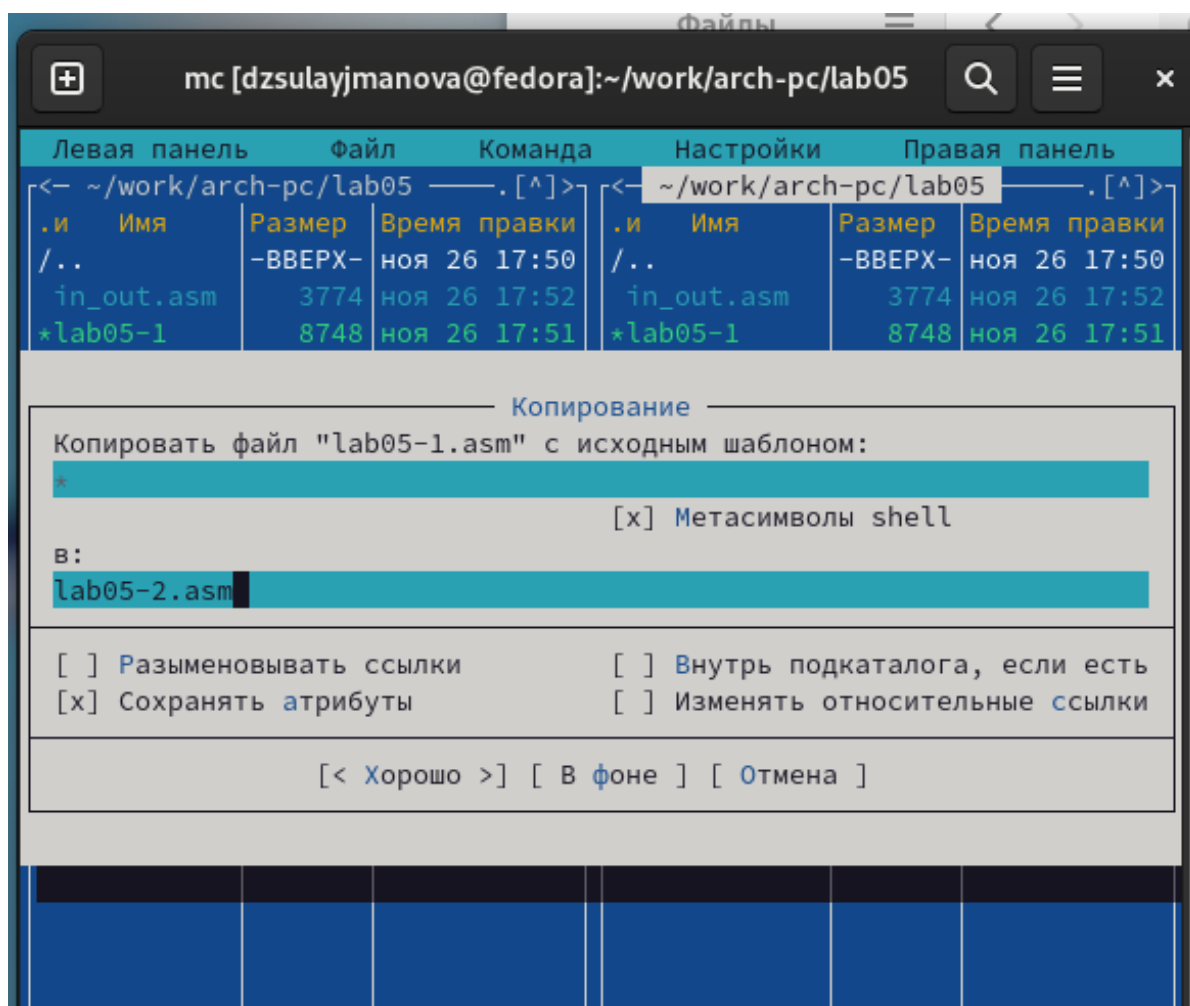 Файлы
mc [dzsulayjmanova@fedora]:~/work/arch-pc/lab05
Левая панель Файл Команда Настройки Правая панель
<— ~/work/arch-pc/lab05 ——.[^]> <— ~/work/arch-pc/lab05 ——.[^]>
.и Имя Размер Время правки .и Имя Размер Время правки
/.. -ВВЕРХ- ноя 26 17:50 /.. -ВВЕРХ- ноя 26 17:50
in_out.asm 3774 ноя 26 17:52 in_out.asm 3774 ноя 26 17:52
*lab05-1 8748 ноя 26 17:51 *lab05-1 8748 ноя 26 17:51
Копирование
Копировать файл "lab05-1.asm" с исходным шаблоном:
*
[x] Метасимволы shell
в:
lab05-2.asm
[ ] Разыменовывать ссылки [ ] Внутрь подкаталога, если есть
[x] Сохранять атрибуты [ ] Изменять относительные ссылки
[< Хорошо >] [ В фоне ] [ Отмена ]